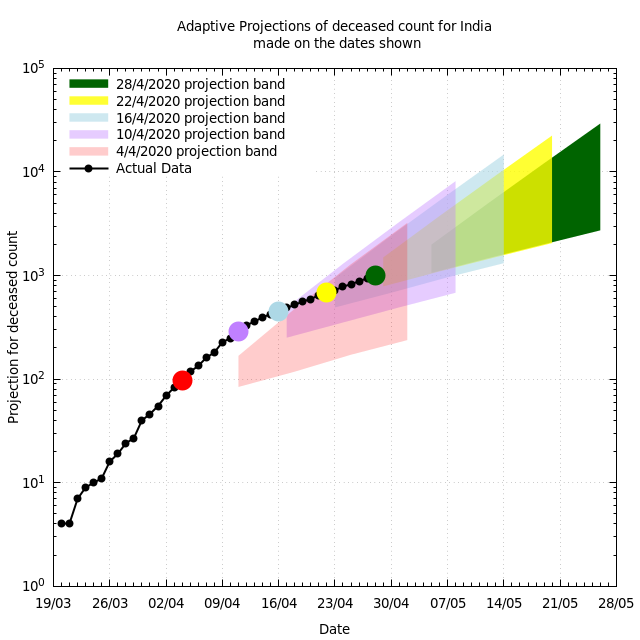 Adaptive Projections of deceased count for India
made on the dates shown
10^5
10^4
10^3
10^2
10^1
10^0
Projection for deceased count
28/4/2020 projection band
22/4/2020 projection band
16/4/2020 projection band
10/4/2020 projection band
4/4/2020 projection band
Actual Data
19/03 26/03 02/04 09/04 16/04 23/04 30/04 07/05 14/05 21/05 28/05
Date